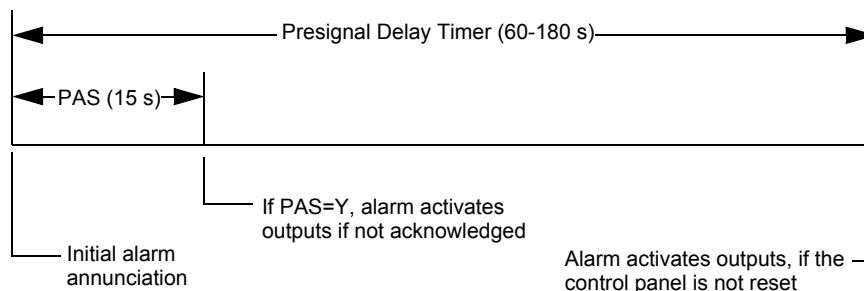 Presignal Delay Timer (60-180 s)
PAS (15 s)
If PAS=Y, alarm activates
outputs if not acknowledged
Initial alarm
annunciation
Alarm activates outputs, if the
control panel is not reset